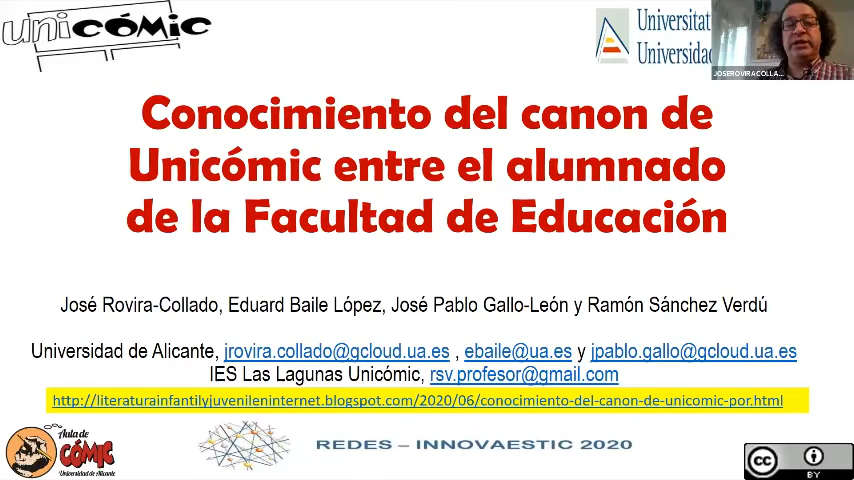 unicómic
Universitat
Universidad
JOSEROVIRACOLLA...
Conocimiento del canon de
Unicómic entre el alumnado
de la Facultad de Educación
José Rovira-Collado, Eduard Baile López, José Pablo Gallo-León y Ramón Sánchez Verdú
Universidad de Alicante, jrovira.collado@gcloud.ua.es , ebaile@ua.es y jpablo.gallo@gcloud.ua.es
IES Las Lagunas Unicómic, rsv.profesor@gmail.com
http://literaturainfantilyjuvenileninternet.blogspot.com/2020/06/conocimiento-del-canon-de-unicomic-por.html
Aula de
CÓMIC
Universidad de Alicante
REDES – INNOVAESTIC 2020
cc
BY